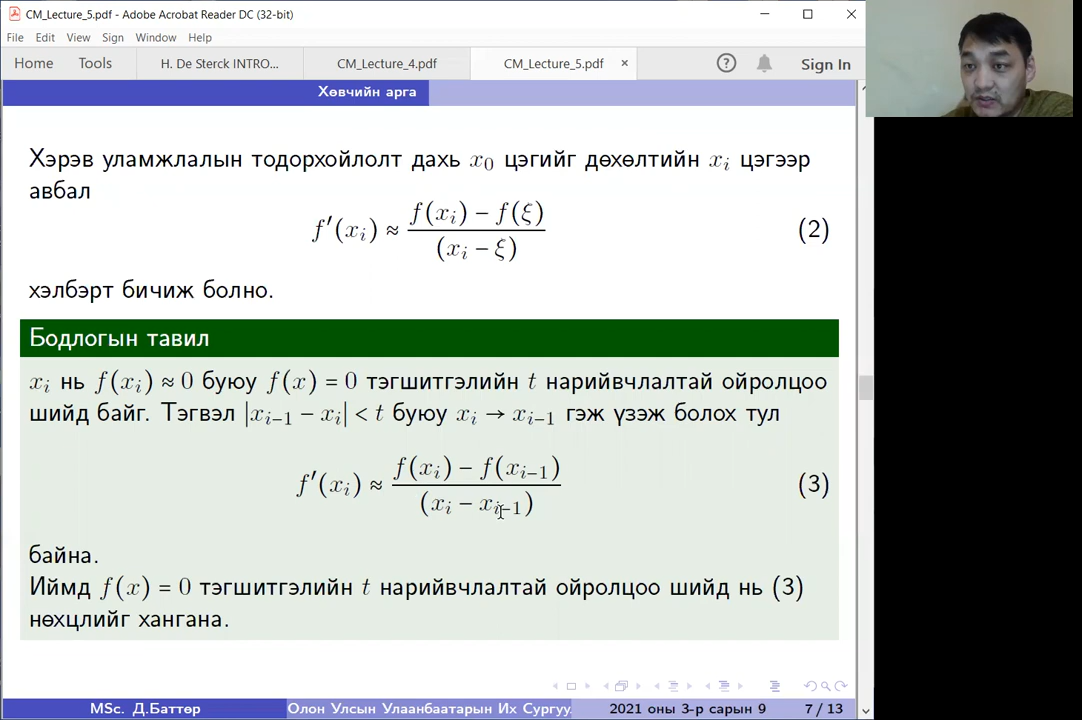 CM_Lecture_5.pdf - Adobe Acrobat Reader DC (32-bit)
File Edit View Sign Window Help
Home Tools H. De Sterck INTRO... CM_Lecture_4.pdf CM_Lecture_5.pdf × ? Sign In
Хөвчийн арга
Хэрэв уламжлалын тодорхойлолт дахь x₀ цэгийг дөхөлтийн xᵢ цэгээр
авбал
f′(xᵢ) ≈ (f(xᵢ) − f(ξ)) / (xᵢ − ξ) (2)
хэлбэрт бичиж болно.
Бодлогын тавил
xᵢ нь f(xᵢ) ≈ 0 буюу f(x) = 0 тэгшитгэлийн t нарийвчлалтай ойролцоо
шийд байг. Тэгвэл |xᵢ₋₁ − xᵢ| < t буюу xᵢ → xᵢ₋₁ гэж үзэж болох тул
f′(xᵢ) ≈ (f(xᵢ) − f(xᵢ₋₁)) / (xᵢ − xᵢ₋₁) (3)
байна.
Иймд f(x) = 0 тэгшитгэлийн t нарийвчлалтай ойролцоо шийд нь (3)
нөхцлийг хангана.
MSc. Д.Баттөр Олон Улсын Улаанбаатарын Их Сургуу. 2021 оны 3-р сарын 9 7 / 13